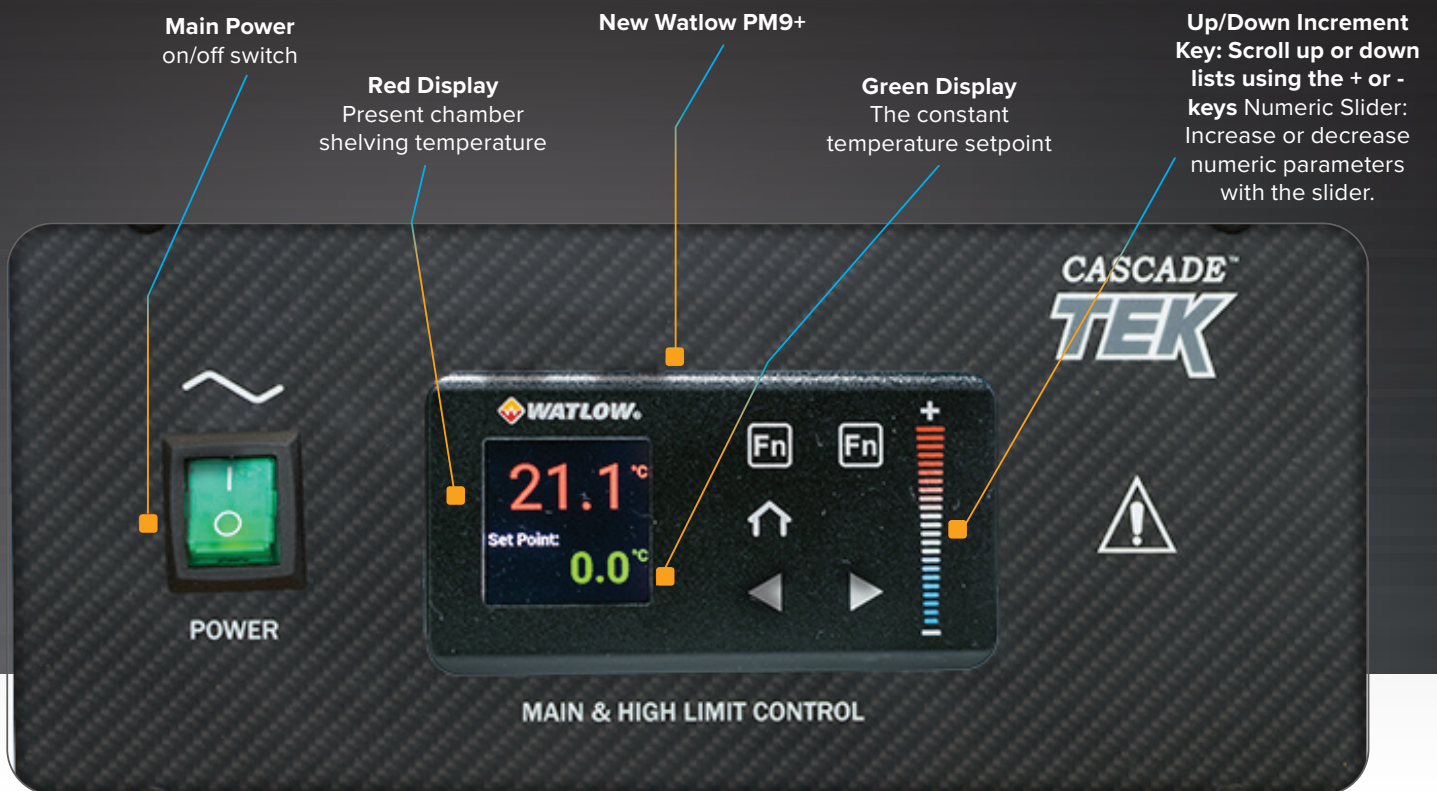 Main Power
on/off switch
New Watlow PM9+
Up/Down Increment
Key: Scroll up or down
lists using the + or -
keys Numeric Slider:
Increase or decrease
numeric parameters
with the slider.
Red Display
Present chamber
shelving temperature
Green Display
The constant
temperature setpoint
CASCADE™
TEK
WATLOW®
21.1°C
Set Point:
0.0°C
Fn
Fn
+
−
I
O
POWER
MAIN & HIGH LIMIT CONTROL